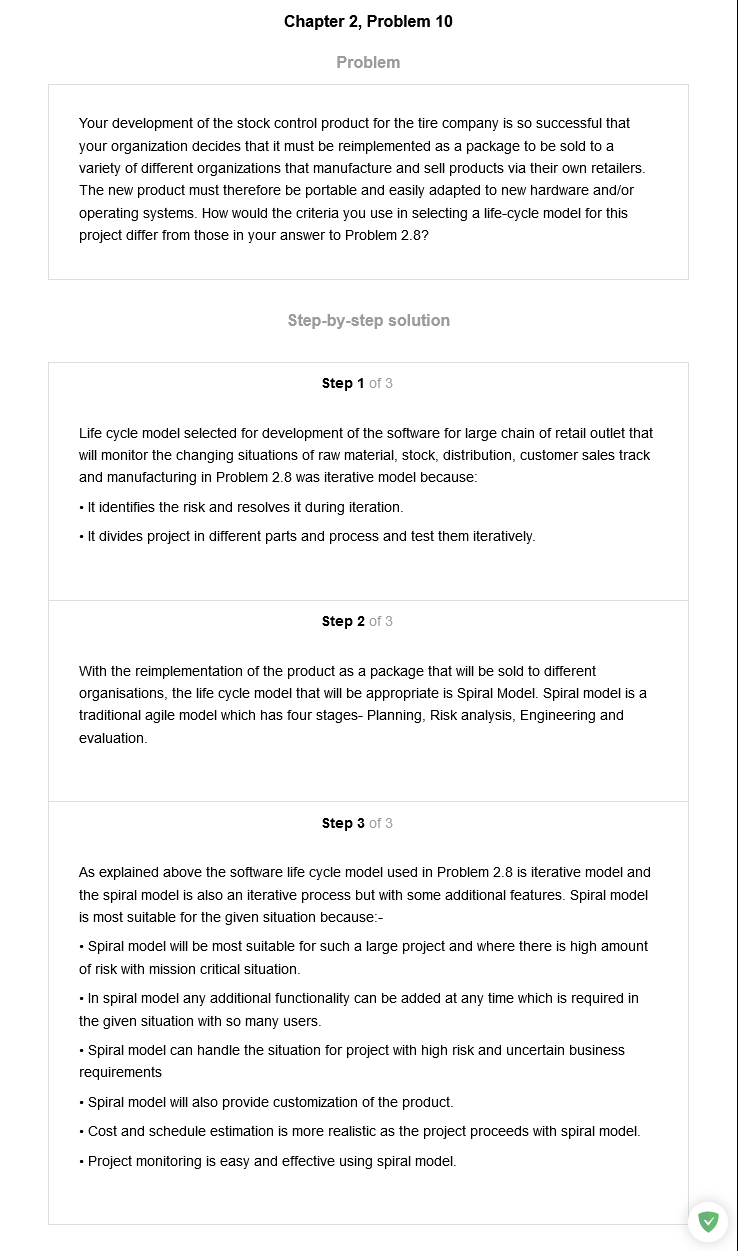 Chapter 2, Problem 10
Problem
Your development of the stock control product for the tire company is so successful that
your organization decides that it must be reimplemented as a package to be sold to a
variety of different organizations that manufacture and sell products via their own retailers.
The new product must therefore be portable and easily adapted to new hardware and/or
operating systems. How would the criteria you use in selecting a life-cycle model for this
project differ from those in your answer to Problem 2.8?
Step-by-step solution
Step 1 of 3
Life cycle model selected for development of the software for large chain of retail outlet that
will monitor the changing situations of raw material, stock, distribution, customer sales track
and manufacturing in Problem 2.8 was iterative model because:
• It identifies the risk and resolves it during iteration.
• It divides project in different parts and process and test them iteratively.
Step 2 of 3
With the reimplementation of the product as a package that will be sold to different
organisations, the life cycle model that will be appropriate is Spiral Model. Spiral model is a
traditional agile model which has four stages- Planning, Risk analysis, Engineering and
evaluation.
Step 3 of 3
As explained above the software life cycle model used in Problem 2.8 is iterative model and
the spiral model is also an iterative process but with some additional features. Spiral model
is most suitable for the given situation because:-
• Spiral model will be most suitable for such a large project and where there is high amount
of risk with mission critical situation.
• In spiral model any additional functionality can be added at any time which is required in
the given situation with so many users.
• Spiral model can handle the situation for project with high risk and uncertain business
requirements
• Spiral model will also provide customization of the product.
• Cost and schedule estimation is more realistic as the project proceeds with spiral model.
• Project monitoring is easy and effective using spiral model.